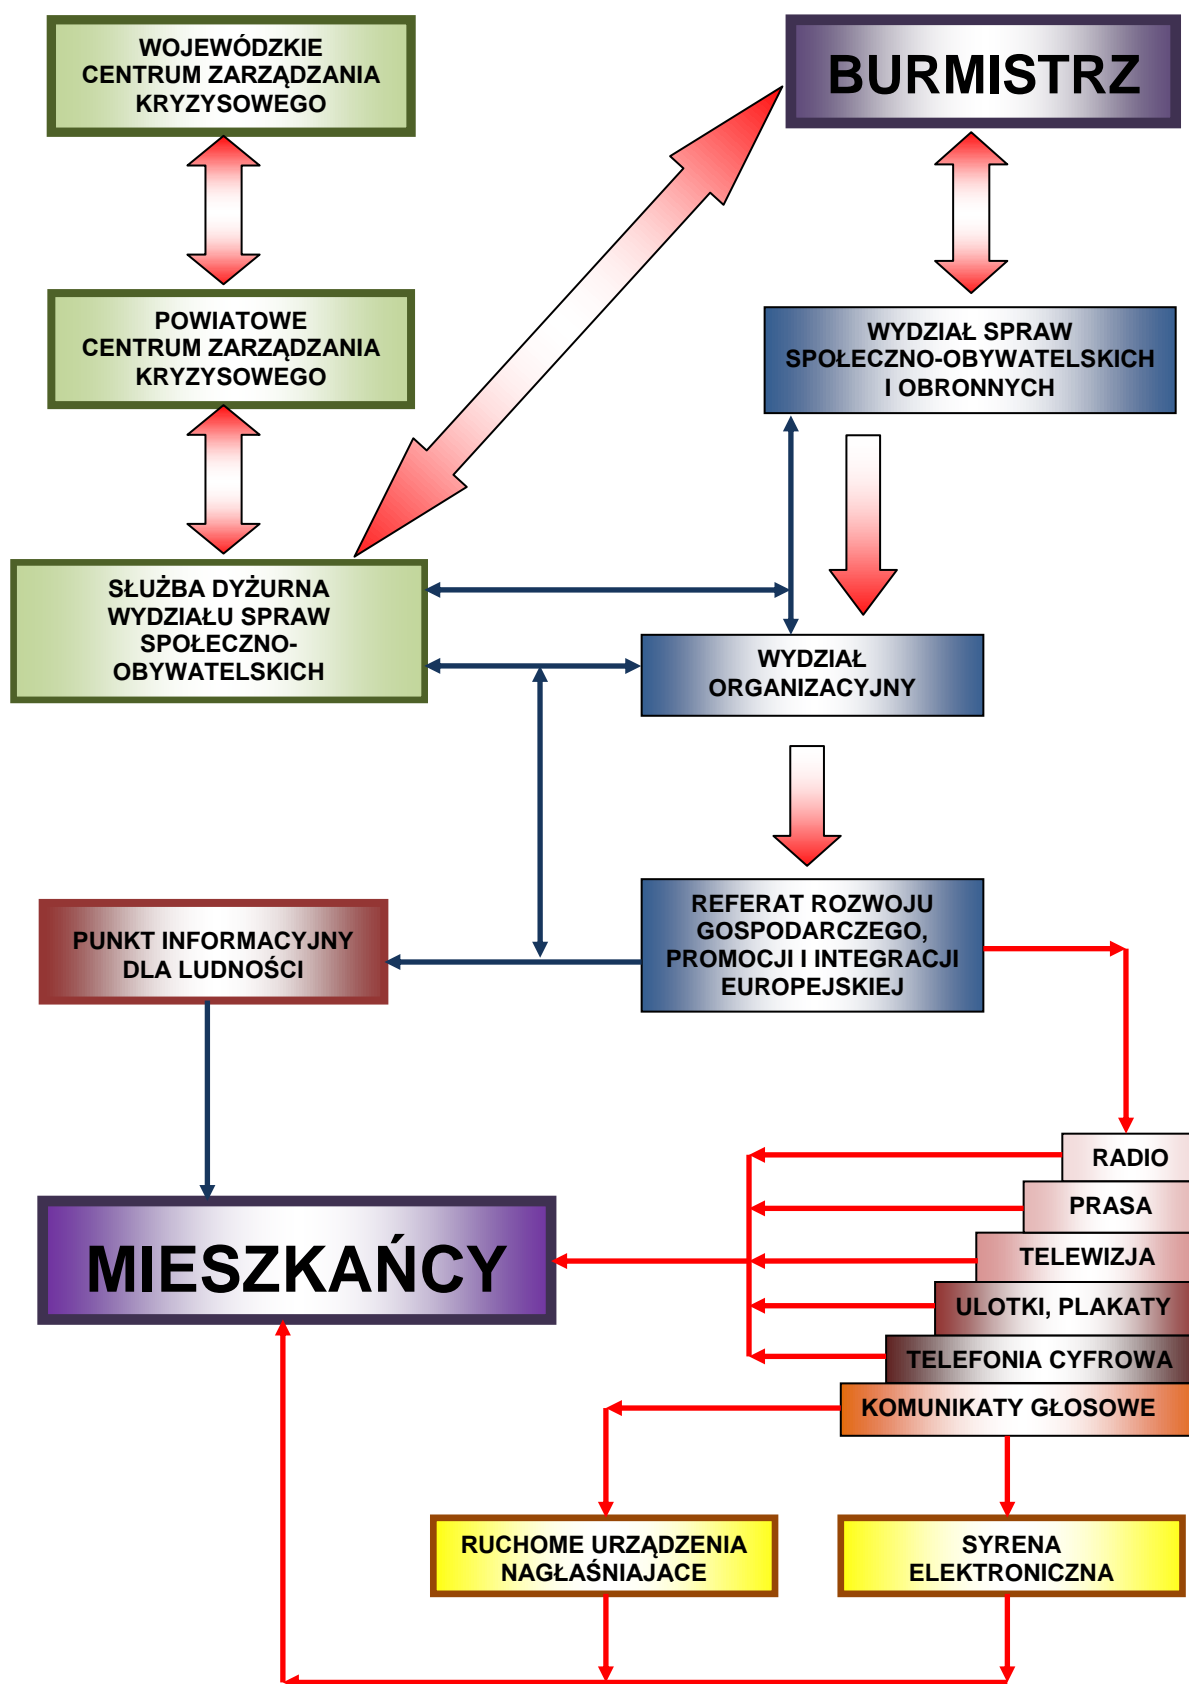 WOJEWÓDZKIE
CENTRUM ZARZĄDZANIA
KRYZYSOWEGO
BURMISTRZ
POWIATOWE
CENTRUM ZARZĄDZANIA
KRYZYSOWEGO
WYDZIAŁ SPRAW
SPOŁECZNO-OBYWATELSKICH
I OBRONNYCH
SŁUŻBA DYŻURNA
WYDZIAŁU SPRAW
SPOŁECZNO-
OBYWATELSKICH
WYDZIAŁ
ORGANIZACYJNY
REFERAT ROZWOJU
GOSPODARCZEGO,
PROMOCJI I INTEGRACJI
EUROPEJSKIEJ
PUNKT INFORMACYJNY
DLA LUDNOŚCI
RADIO
PRASA
TELEWIZJA
ULOTKI, PLAKATY
TELEFONIA CYFROWA
KOMUNIKATY GŁOSOWE
MIESZKAŃCY
RUCHOME URZĄDZENIA
NAGŁAŚNIAJACE
SYRENA
ELEKTRONICZNA